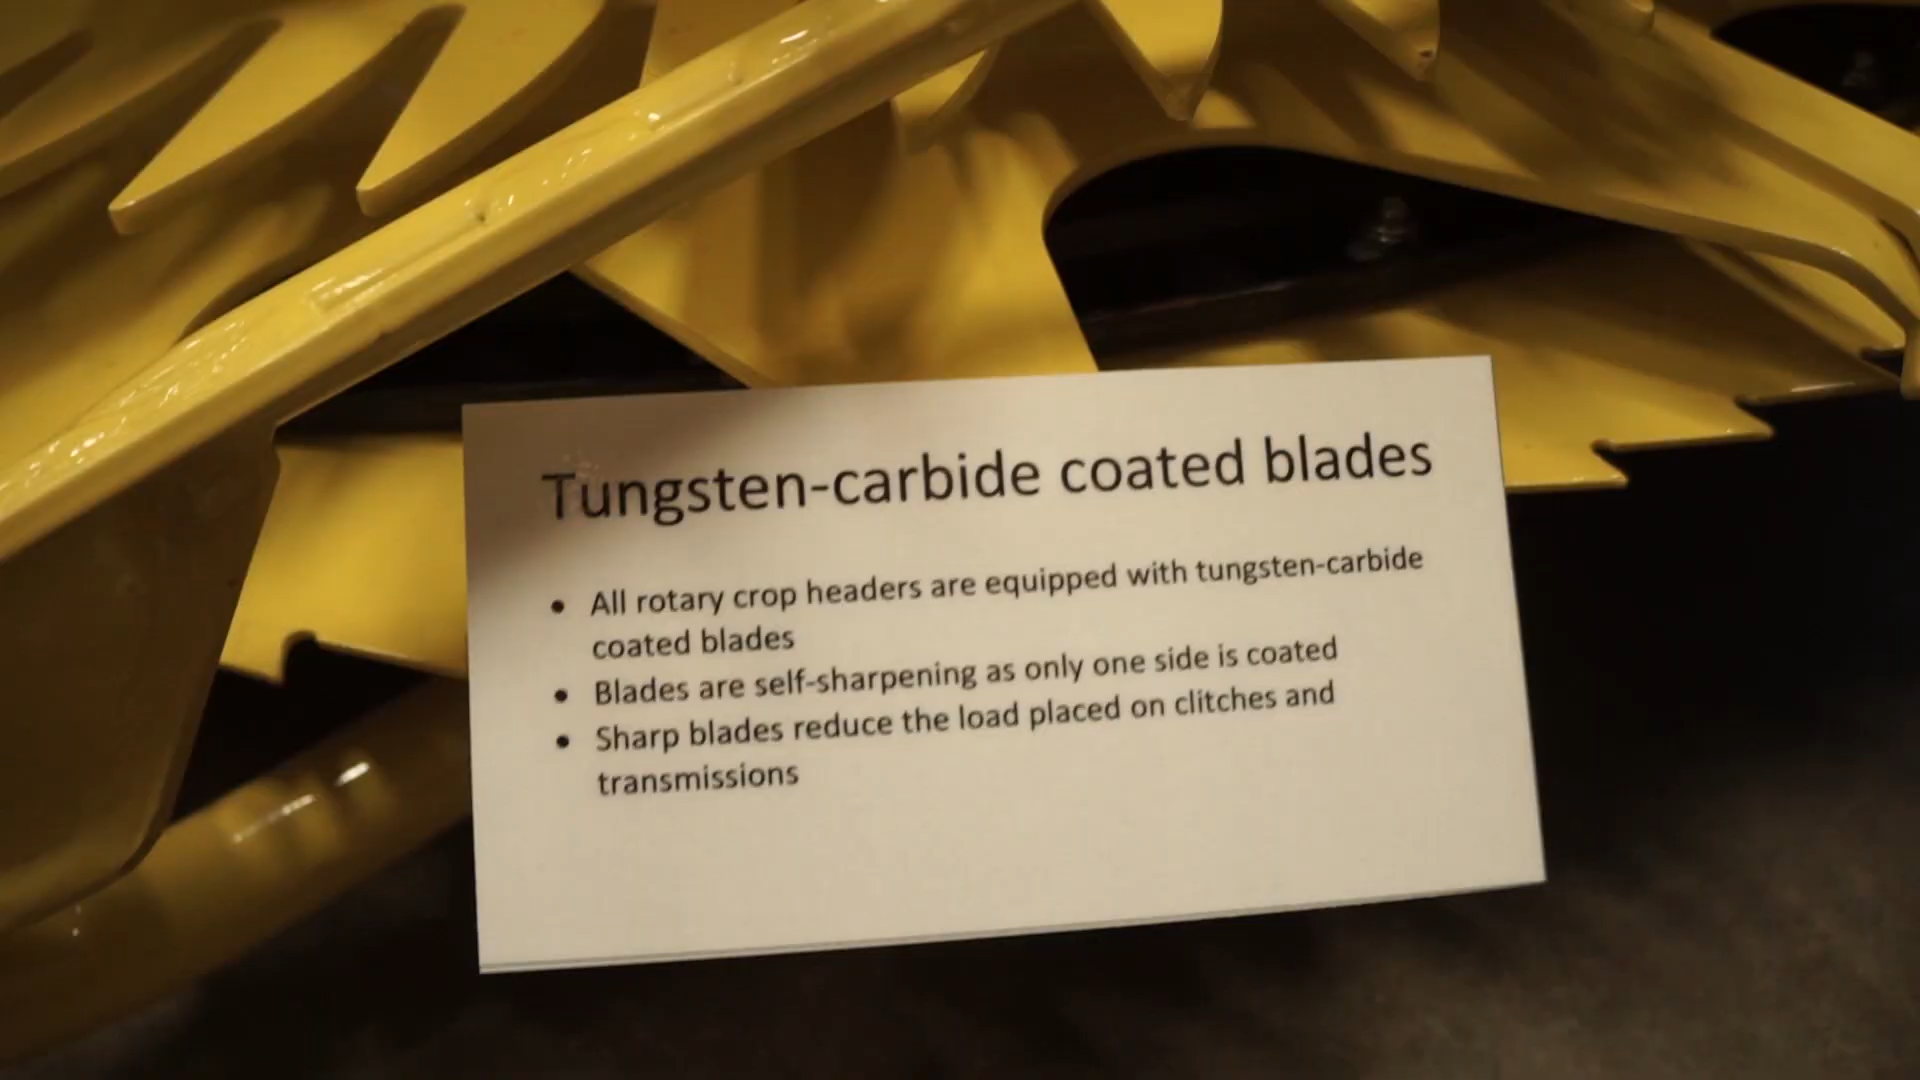 Tungsten-carbide coated blades
• All rotary crop headers are equipped with tungsten-carbide
coated blades
• Blades are self-sharpening as only one side is coated
• Sharp blades reduce the load placed on clitches and
transmissions